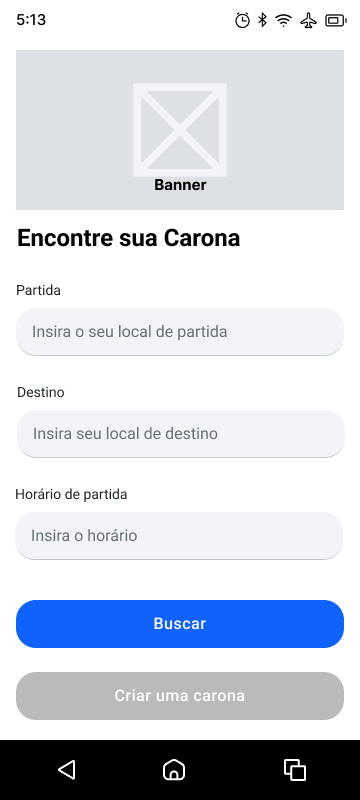 5:13
Banner
Encontre sua Carona
Partida
Insira o seu local de partida
Destino
Insira seu local de destino
Horário de partida
Insira o horário
Buscar
Criar uma carona